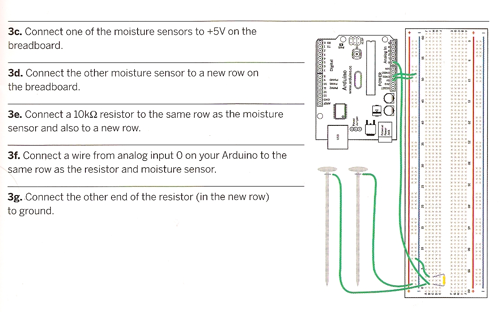 3c. Connect one of the moisture sensors to +5V on the
breadboard.
3d. Connect the other moisture sensor to a new row on
the breadboard.
3e. Connect a 10kΩ resistor to the same row as the moisture
sensor and also to a new row.
3f. Connect a wire from analog input 0 on your Arduino to the
same row as the resistor and moisture sensor.
3g. Connect the other end of the resistor (in the new row)
to ground.
Digital
Arduino
Analog In